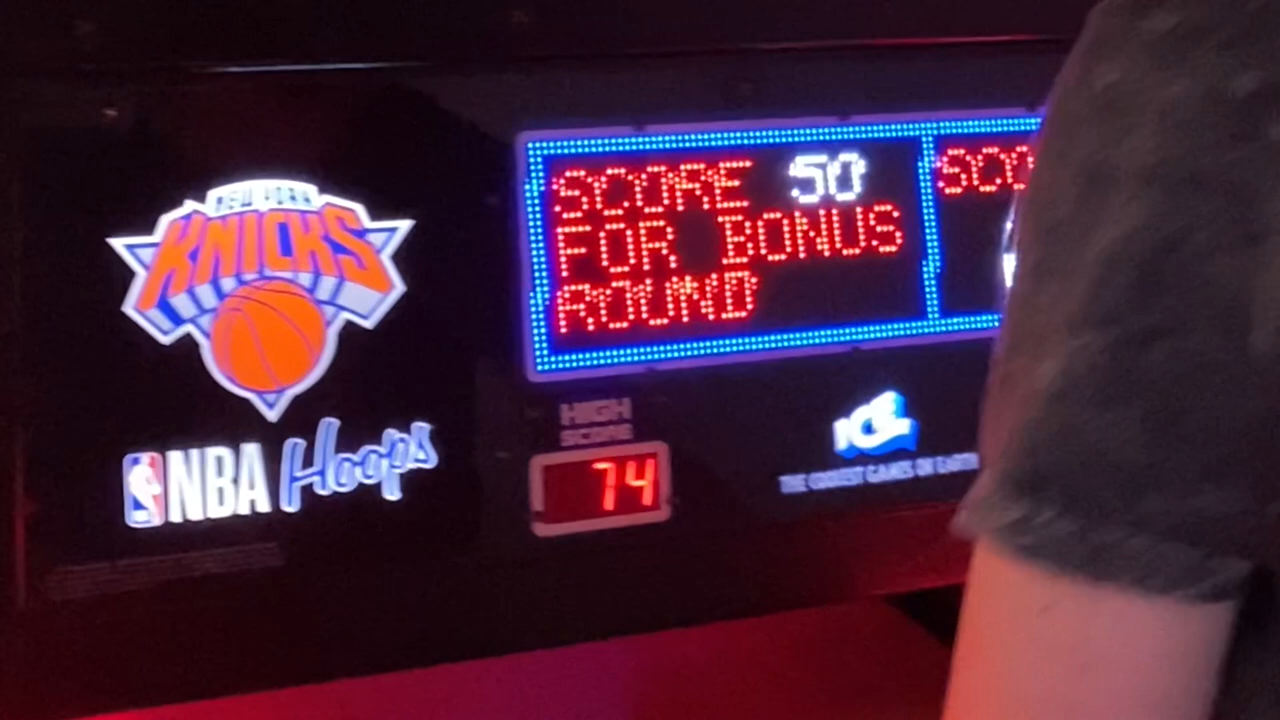 NEW YORK
KNICKS
NBA Hoops
SCORE 50
FOR BONUS
ROUND
SCO
HIGH
SCORE
74
ICE
THE COOLEST GAMES ON EARTH